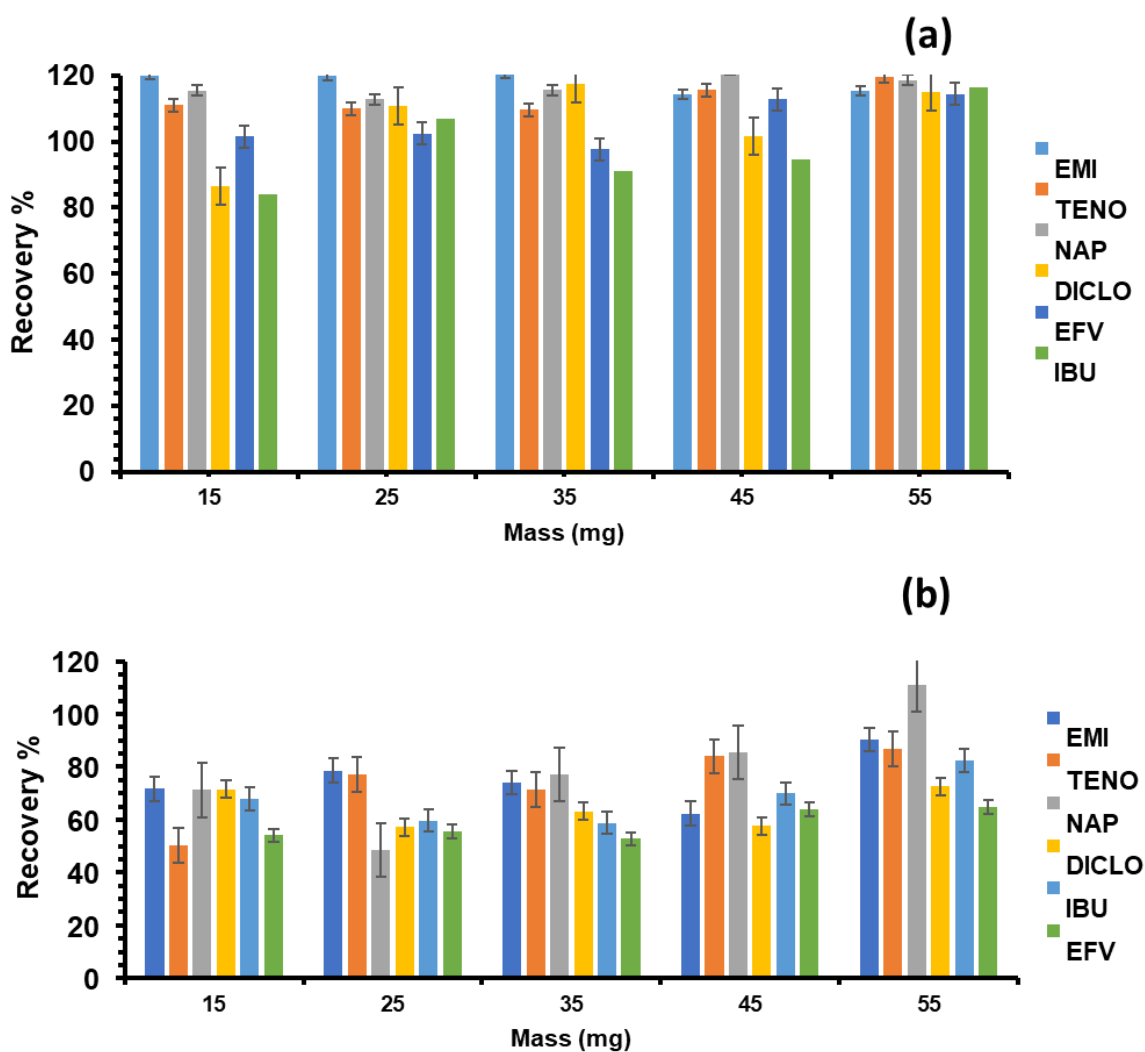 (a)
120
100
80
60
40
20
0
Recovery %
15 25 35 45 55
Mass (mg)
EMI
TENO
NAP
DICLO
EFV
IBU
(b)
120
100
80
60
40
20
0
Recovery %
15 25 35 45 55
Mass (mg)
EMI
TENO
NAP
DICLO
IBU
EFV